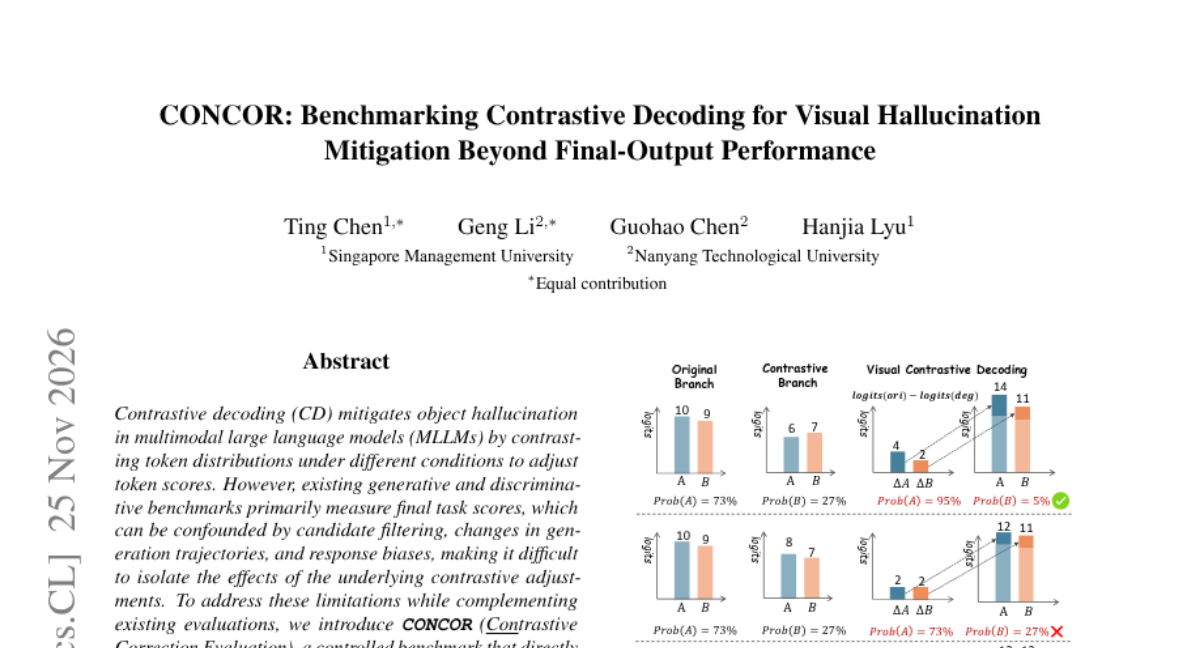 CONCOR: Benchmarking Contrastive Decoding for Visual Hallucination
Mitigation Beyond Final-Output Performance
Ting Chen1,* Geng Li2,* Guohao Chen2 Hanjia Lyu1
1Singapore Management University 2Nanyang Technological University
*Equal contribution
cs.CL] 25 Nov 2026
Abstract
Contrastive decoding (CD) mitigates object hallucination
in multimodal large language models (MLLMs) by contrast-
ing token distributions under different conditions to adjust
token scores. However, existing generative and discrimina-
tive benchmarks primarily measure final task scores, which
can be confounded by candidate filtering, changes in gen-
eration trajectories, and response biases, making it difficult
to isolate the effects of the underlying contrastive adjust-
ments. To address these limitations while complementing
existing evaluations, we introduce CONCOR (Contrastive
Correction Evaluation), a controlled benchmark that directly
Original
Branch
Contrastive
Branch
Visual Contrastive Decoding
logits(ori) − logits(deg)
logits 10 9 A B
logits 6 7 A B
logits 4 2 ΔA ΔB
logits 14 11 A B
Prob(A) = 73% Prob(B) = 27% Prob(A) = 95% Prob(B) = 5%
logits 10 9 A B
logits 8 7 A B
logits 2 2 ΔA ΔB
logits 12 11 A B
Prob(A) = 73% Prob(B) = 27% Prob(A) = 73% Prob(B) = 27%